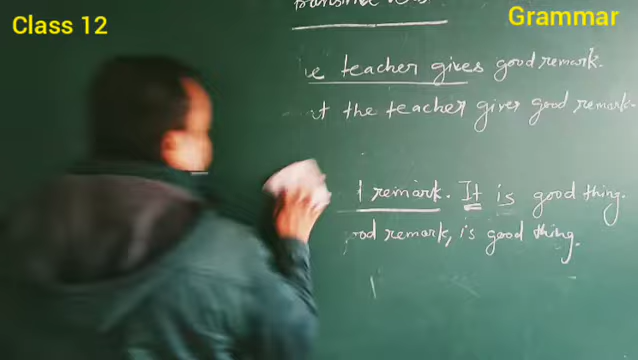 Class 12
Grammar
teacher gives good remark.
the teacher gives good remark.
remark. It is good thing.
remark, is good thing.